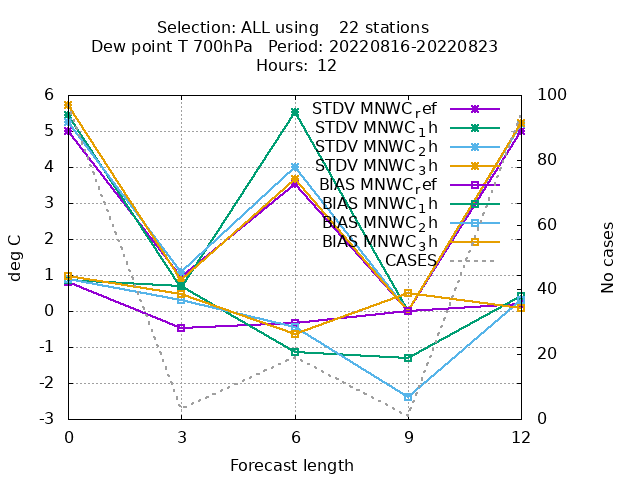 Selection: ALL using    22 stations
Dew point T 700hPa   Period: 20220816-20220823
Hours: 12
STDV MNWC_ref
STDV MNWC_1h
STDV MNWC_2h
STDV MNWC_3h
BIAS MNWC_ref
BIAS MNWC_1h
BIAS MNWC_2h
BIAS MNWC_3h
CASES
6
5
4
3
2
1
0
-1
-2
-3
deg C
100
80
60
40
20
0
No cases
0 3 6 9 12
Forecast length